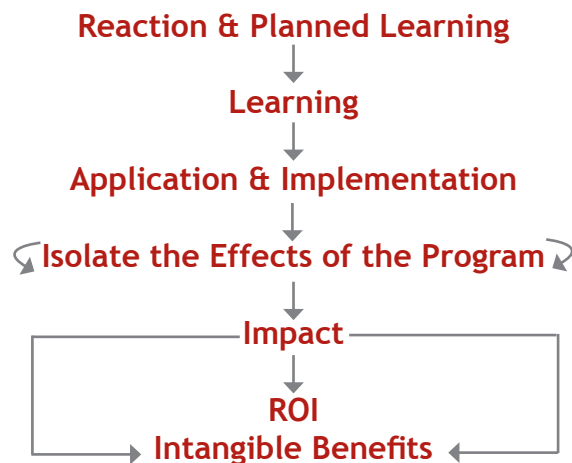 Reaction & Planned Learning
Learning
Application & Implementation
Isolate the Effects of the Program
Impact
ROI
Intangible Benefits